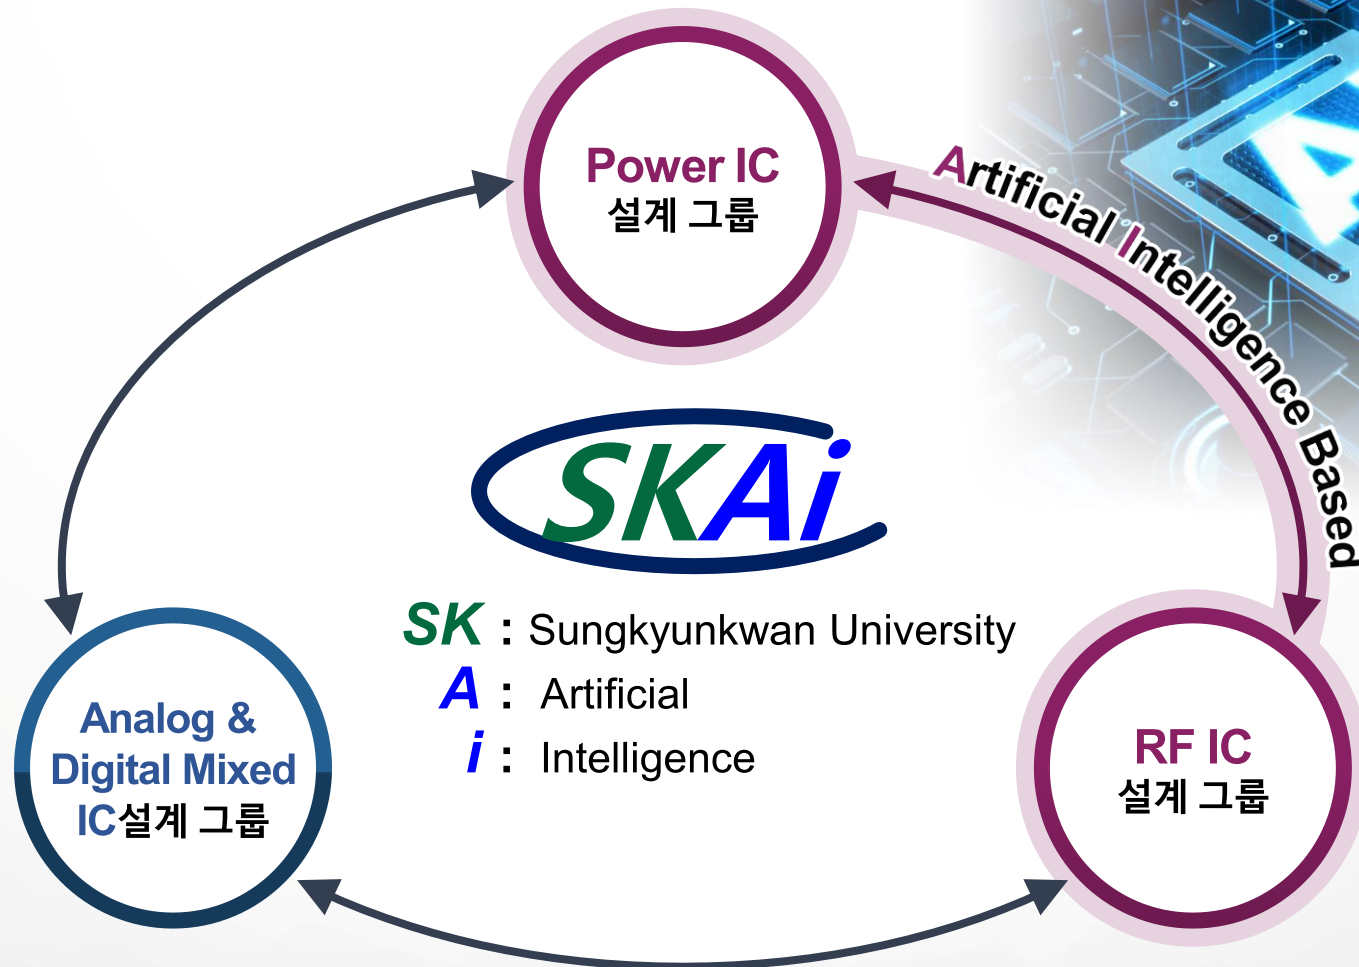 Power IC
설계 그룹
Artificial Intelligence Based
SKAi
SK : Sungkyunkwan University
A : Artificial
i : Intelligence
Analog &
Digital Mixed
IC설계 그룹
RF IC
설계 그룹